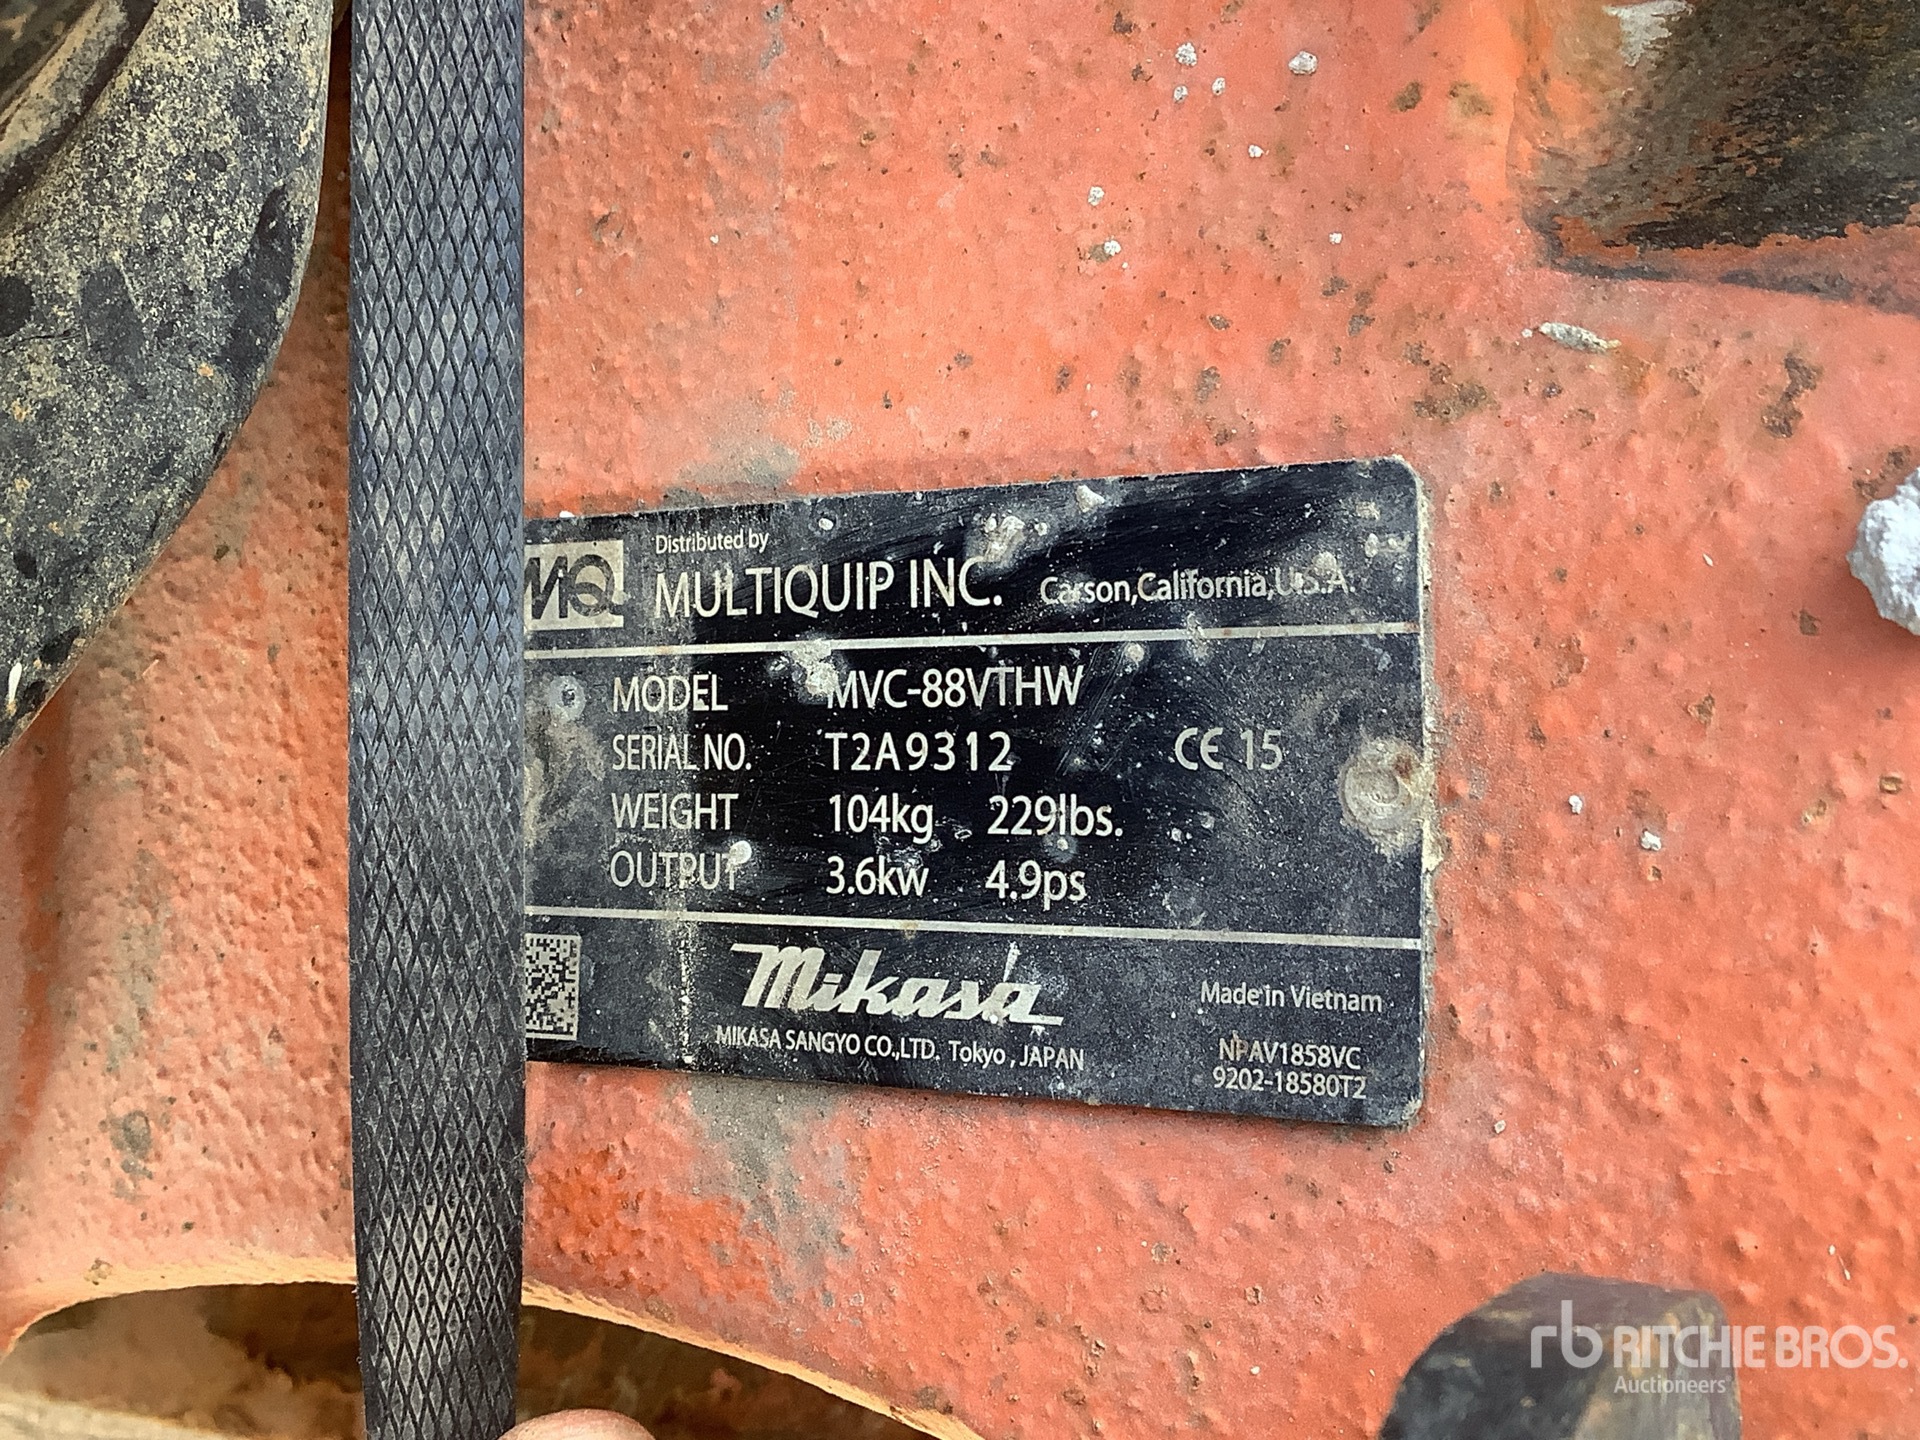 MQ
Distributed by
MULTIQUIP INC. Carson,California,U.S.A.
MODEL MVC-88VTHW
SERIAL NO. T2A9312 CE 15
WEIGHT 104kg 229lbs.
OUTPUT 3.6kw 4.9ps
Mikasa
MIKASA SANGYO CO.,LTD. Tokyo , JAPAN
Made in Vietnam
NPAV1858VC
9202-18580T2
rb RITCHIE BROS.
Auctioneers